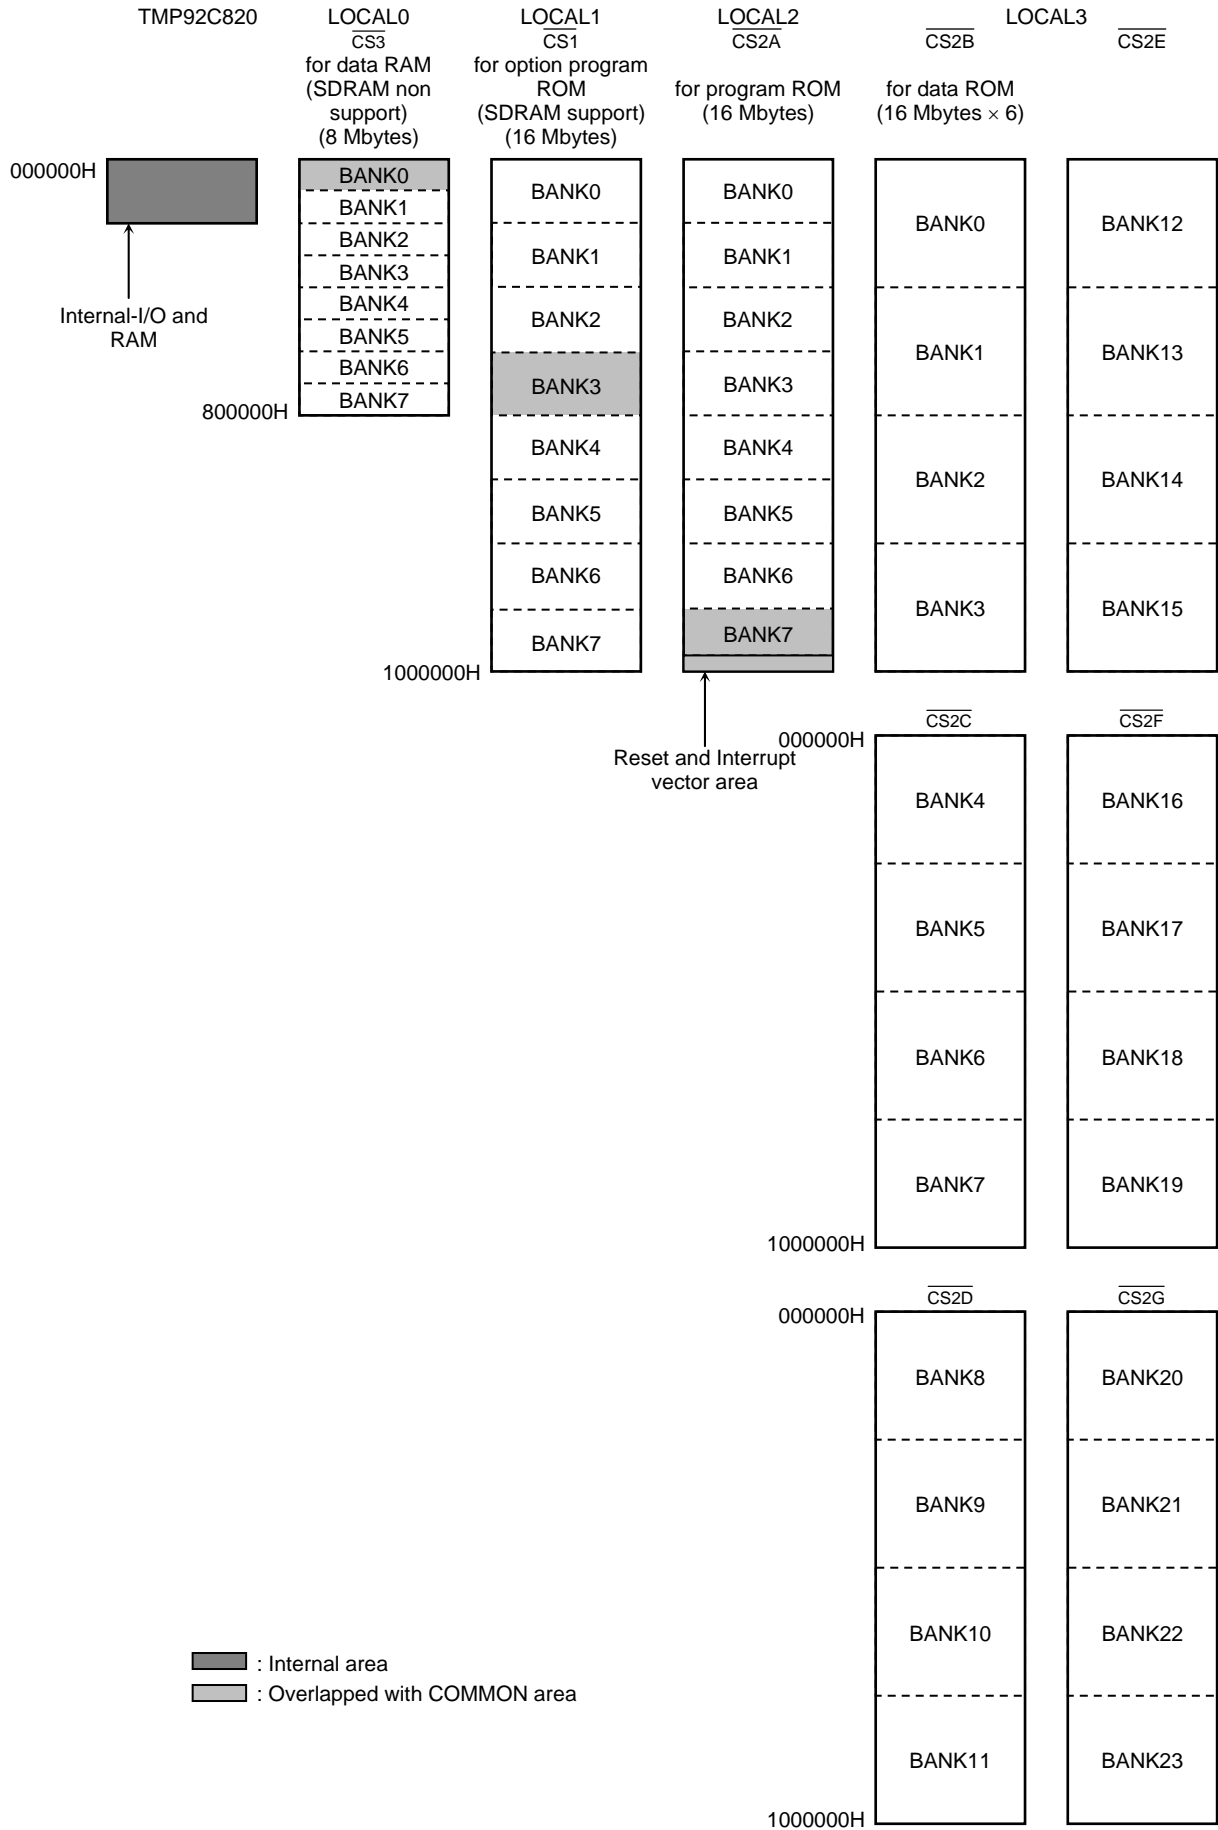 TMP92C820
LOCAL0
CS3
for data RAM
(SDRAM non
support)
(8 Mbytes)
LOCAL1
CS1
for option program
ROM
(SDRAM support)
(16 Mbytes)
LOCAL2
CS2A
for program ROM
(16 Mbytes)
LOCAL3
CS2B
for data ROM
(16 Mbytes × 6)
CS2E
000000H
Internal-I/O and
RAM
BANK0
BANK1
BANK2
BANK3
BANK4
BANK5
BANK6
BANK7
800000H
BANK0
BANK1
BANK2
BANK3
BANK4
BANK5
BANK6
BANK7
1000000H
BANK0
BANK1
BANK2
BANK3
BANK4
BANK5
BANK6
BANK7
Reset and Interrupt
vector area
BANK0
BANK1
BANK2
BANK3
BANK12
BANK13
BANK14
BANK15
CS2C
000000H
BANK4
BANK5
BANK6
BANK7
1000000H
CS2F
BANK16
BANK17
BANK18
BANK19
CS2D
000000H
BANK8
BANK9
BANK10
BANK11
1000000H
CS2G
BANK20
BANK21
BANK22
BANK23
: Internal area
: Overlapped with COMMON area